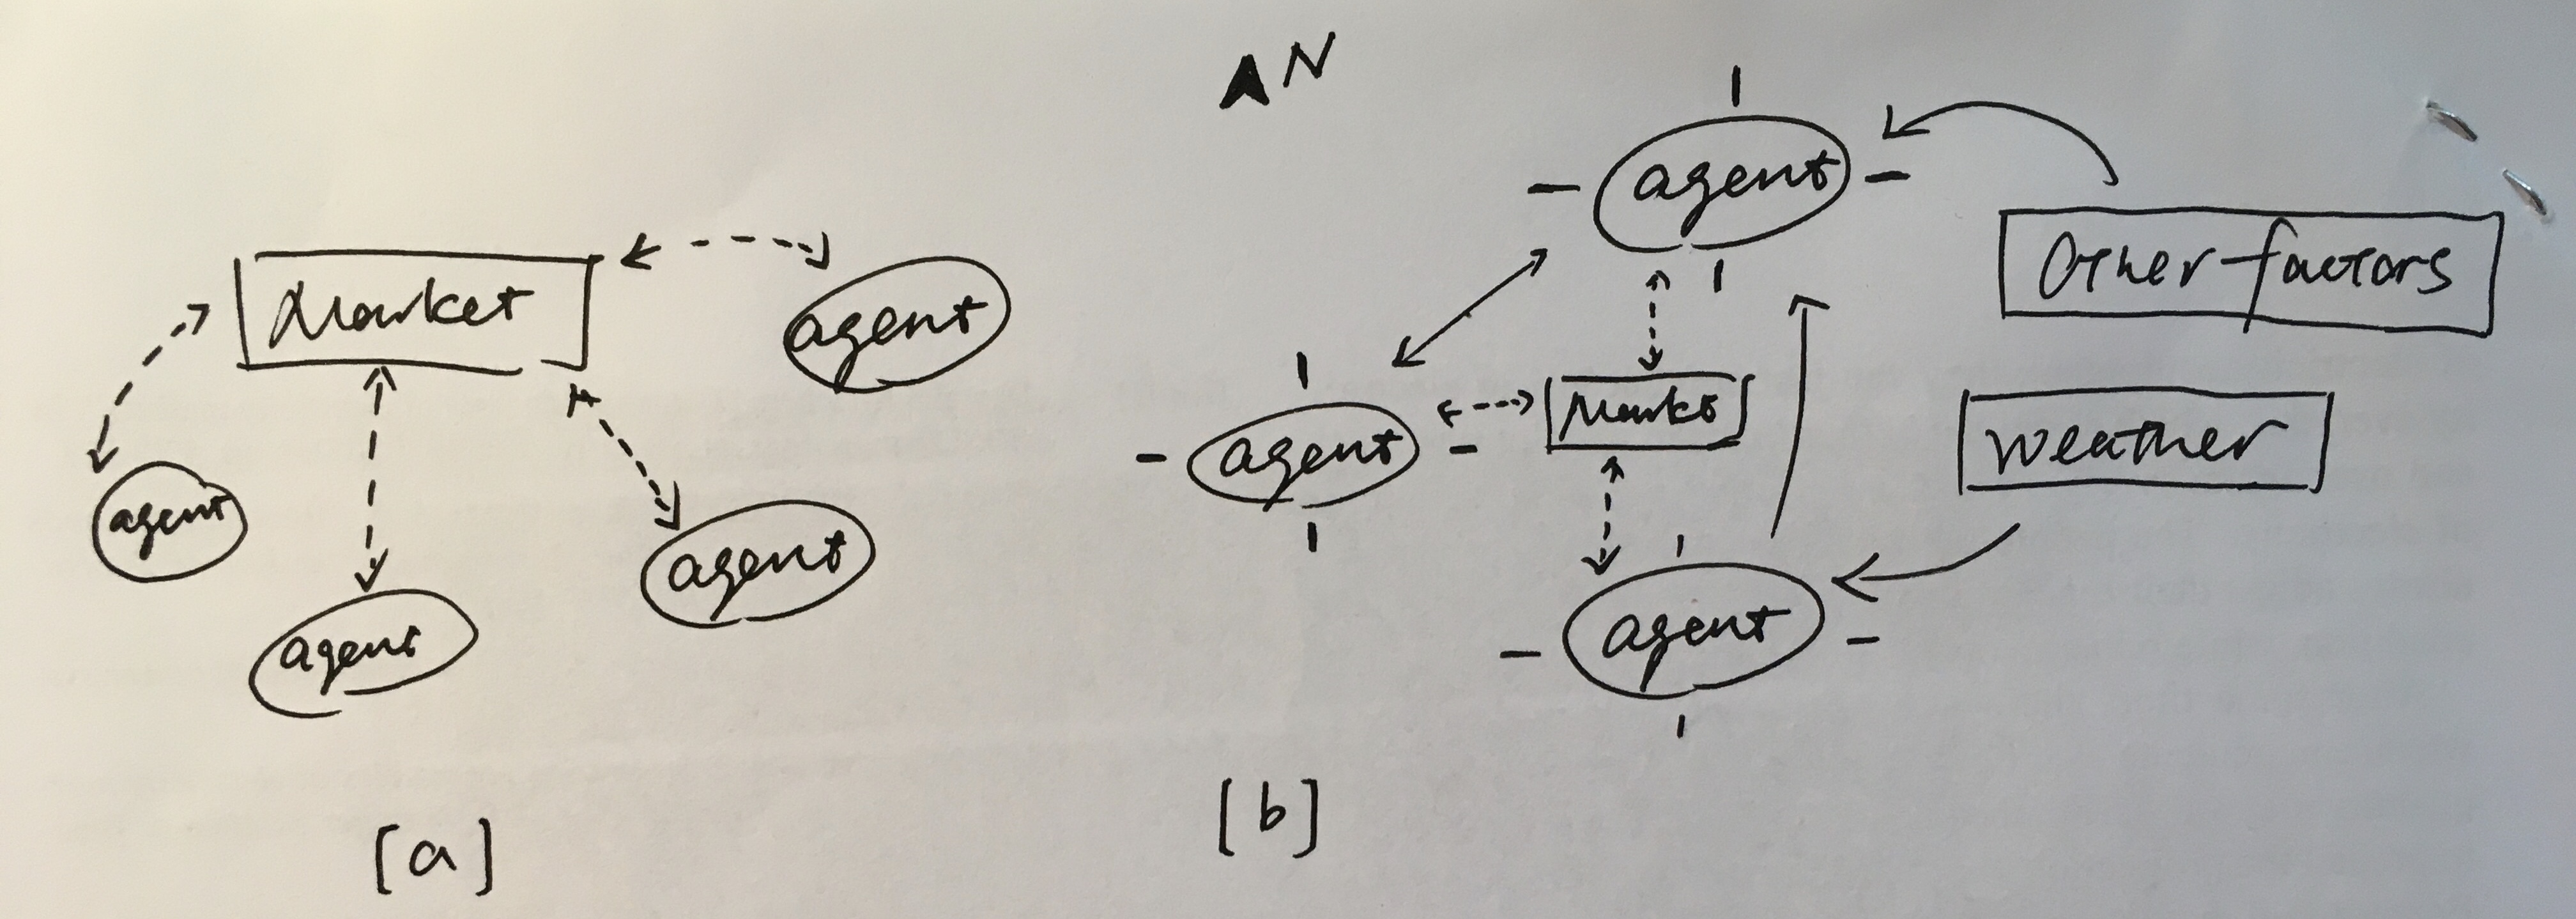 Market
agent
agent
agent
agent
[a]
N
agent
Other factors
agent
Market
weather
agent
[b]